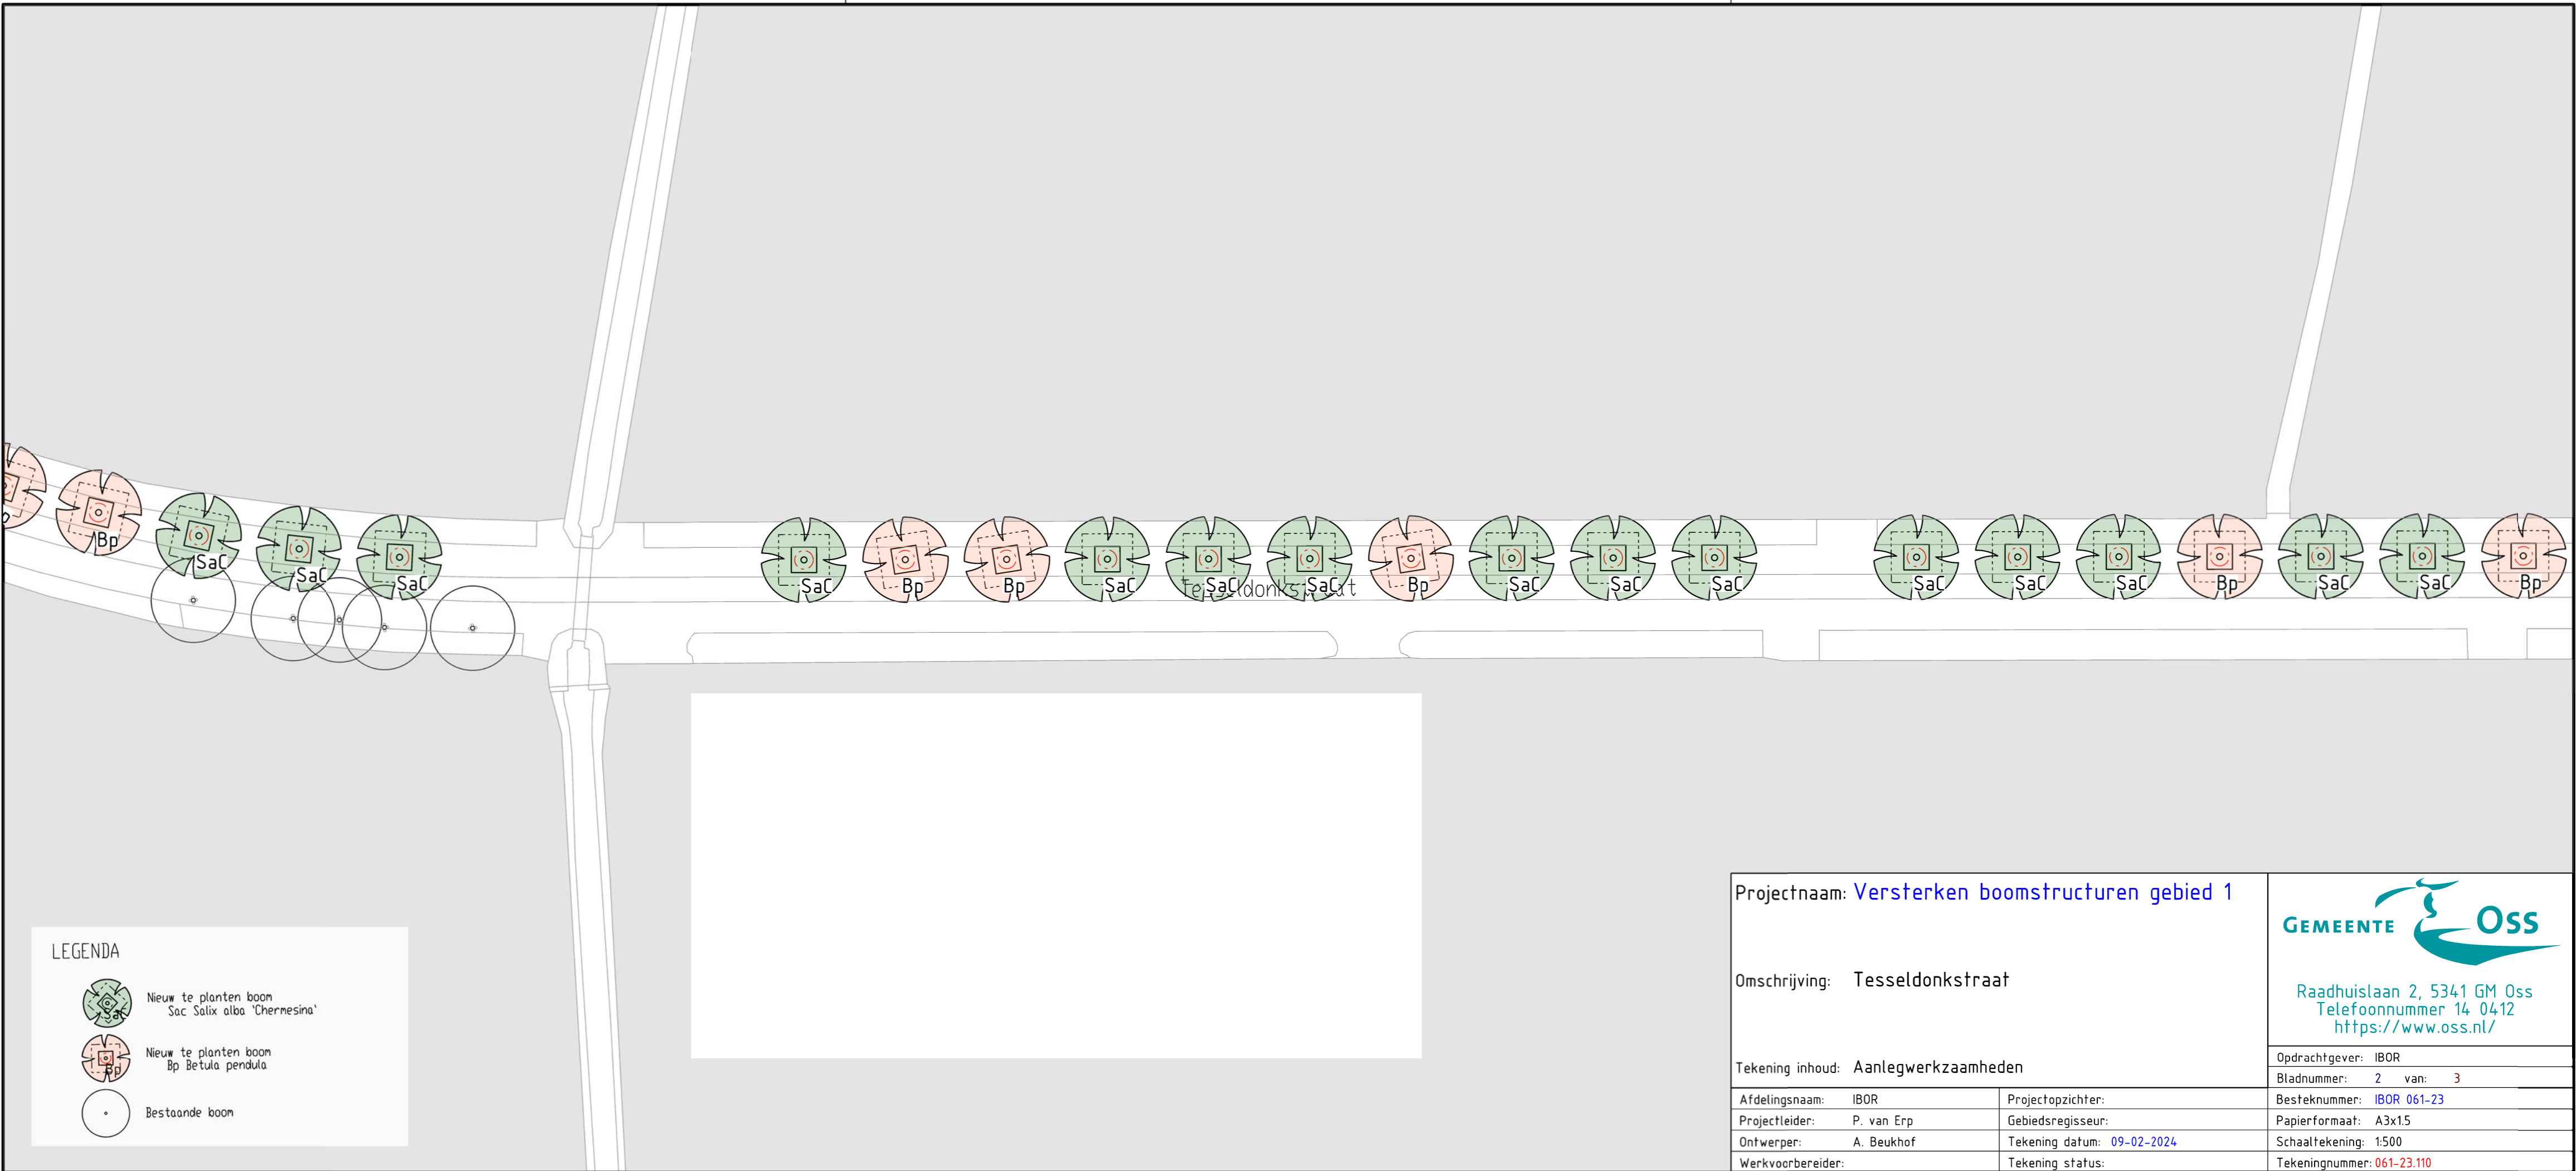 Bp
SaC
SaC
SaC
SaC
Bp
Bp
SaC
SaC
SaC
Bp
SaC
SaC
SaC
SaC
SaC
SaC
Bp
SaC
SaC
Bp
Tesseldonkstraat
LEGENDA
SaC
Nieuw te planten boom
Sac Salix alba 'Chermesina'
Bp
Nieuw te planten boom
Bp Betula pendula
Bestaande boom
Projectnaam: Versterken boomstructuren gebied 1
Omschrijving: Tesseldonkstraat
Tekening inhoud: Aanlegwerkzaamheden
Afdelingsnaam: IBOR
Projectleider: P. van Erp
Ontwerper: A. Beukhof
Werkvoorbereider:
Projectopzichter:
Gebiedsregisseur:
Tekening datum: 09-02-2024
Tekening status:
GEMEENTE OSS
Raadhuislaan 2, 5341 GM Oss
Telefoonnummer 14 0412
https://www.oss.nl/
Opdrachtgever: IBOR
Bladnummer: 2 van: 3
Besteknummer: IBOR 061-23
Papierformaat: A3x1.5
Schaaltekening: 1:500
Tekeningnummer: 061-23.110